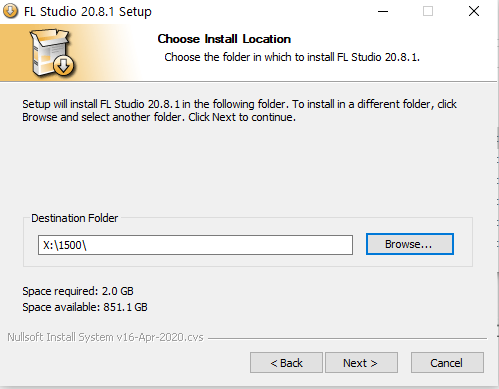 FL Studio 20.8.1 Setup
Choose Install Location
Choose the folder in which to install FL Studio 20.8.1.
Setup will install FL Studio 20.8.1 in the following folder. To install in a different folder, click
Browse and select another folder. Click Next to continue.
Destination Folder
X:\1500\
Browse...
Space required: 2.0 GB
Space available: 851.1 GB
Nullsoft Install System v16-Apr-2020.cvs
< Back
Next >
Cancel